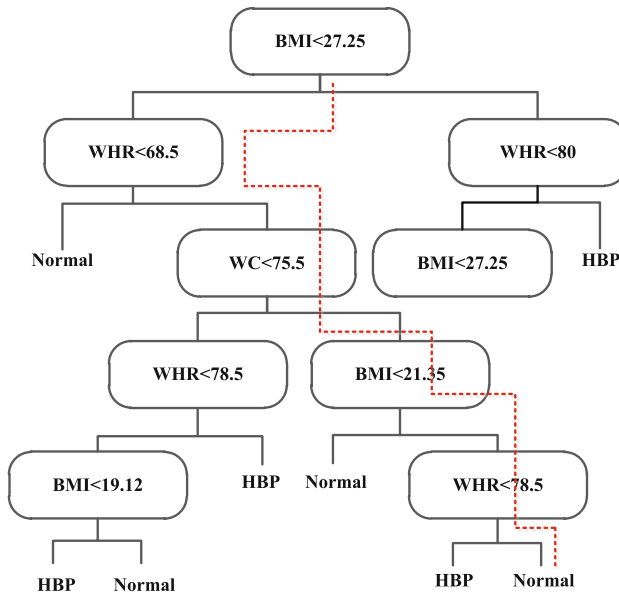 BMI<27.25
WHR<68.5
WHR<80
Normal
WC<75.5
BMI<27.25
HBP
WHR<78.5
BMI<21.35
BMI<19.12
HBP
Normal
WHR<78.5
HBP
Normal
HBP
Normal